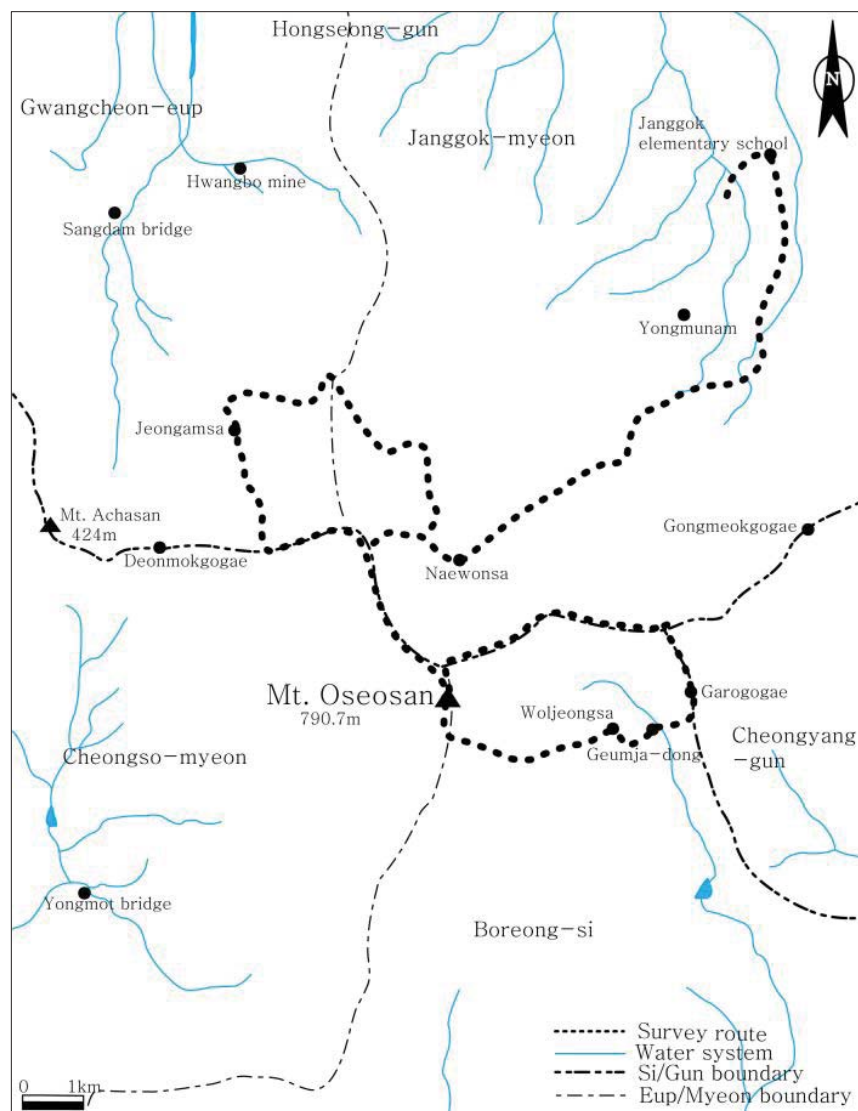 Hongseong-gun
N
Gwangcheon-eup
Janggok-myeon
Janggok
elementary school
Hwangbo mine
Sangdam bridge
Yongmunam
Jeongamsa
Mt. Achasan
424m
Deonmokgogae
Gongmeokgogae
Naewonsa
Mt. Oseosan
790.7m
Garogogae
Woljeongsa
Geumja-dong
Cheongyang
-gun
Cheongso-myeon
Yongmot bridge
Boreong-si
Survey route
Water system
Si/Gun boundary
Eup/Myeon boundary
0 1km